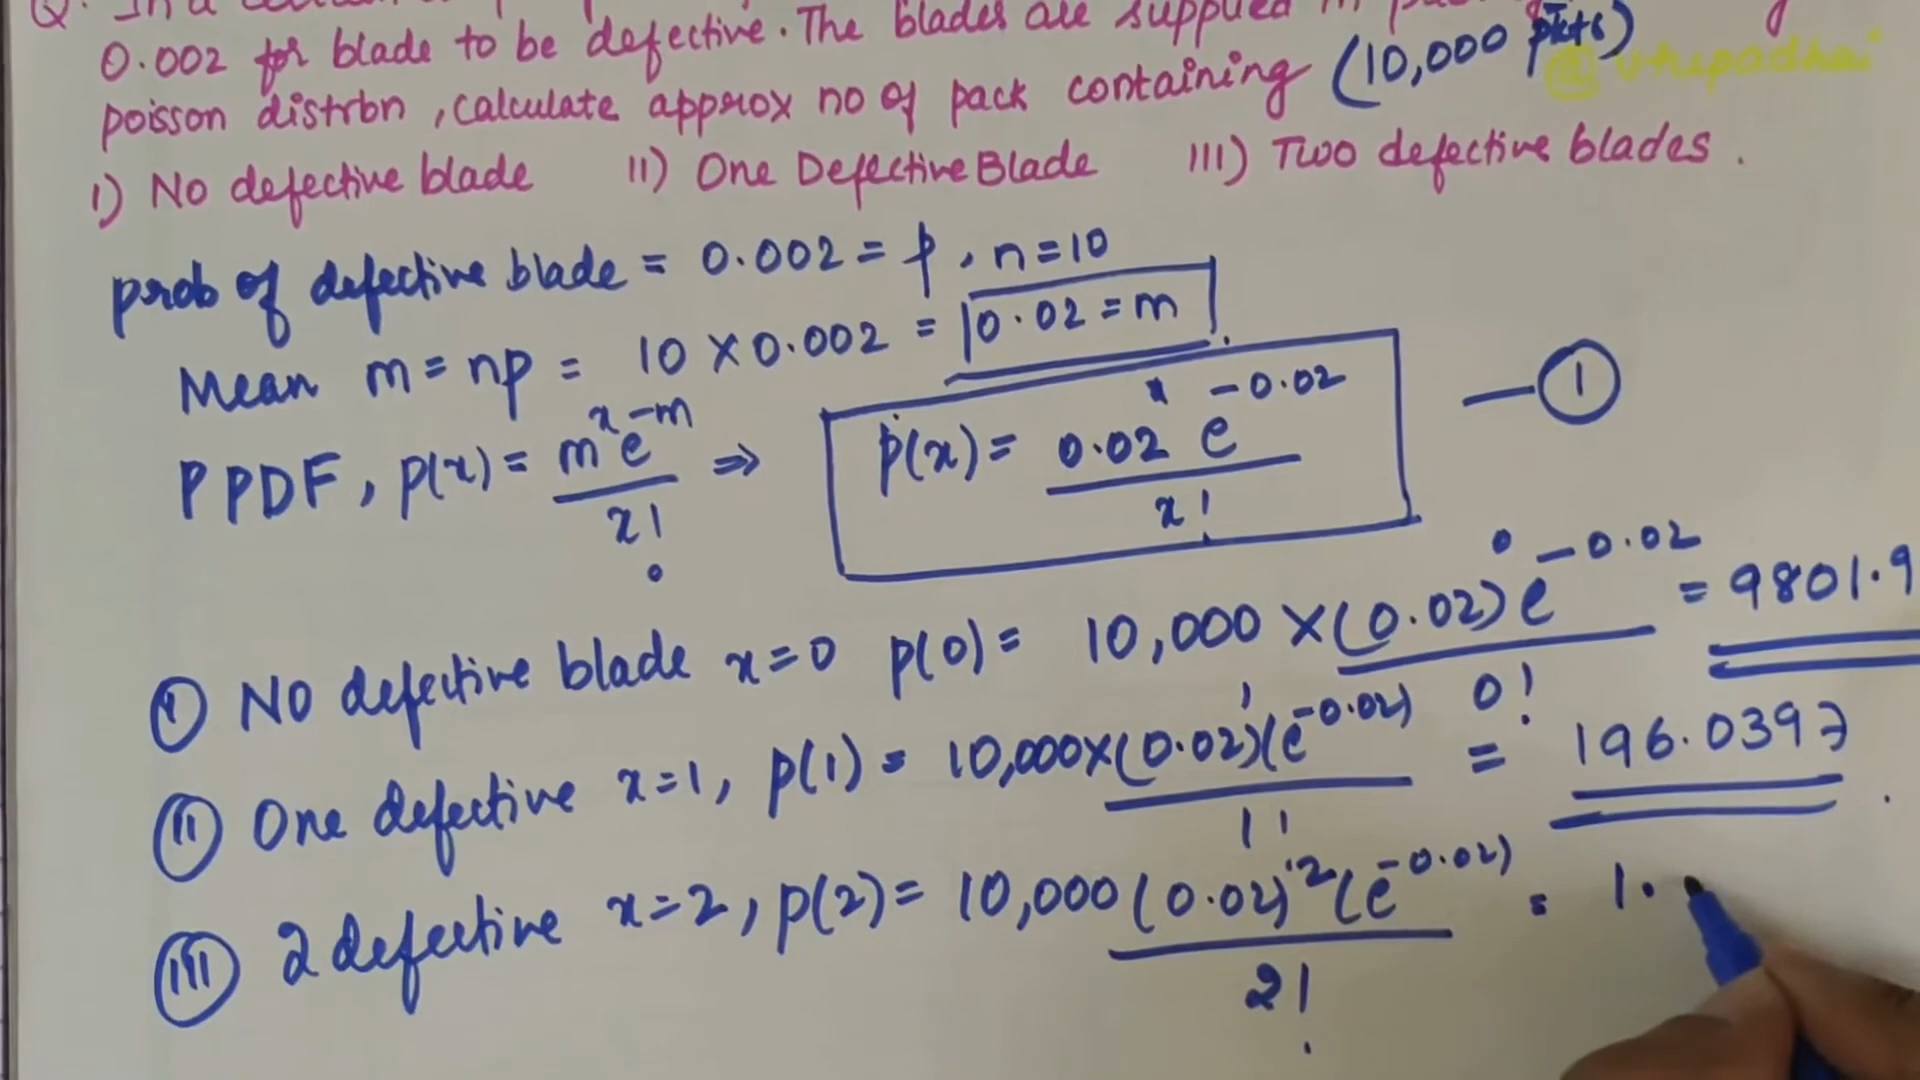 Q. In a
0.002 for blade to be defective. The blades are supplied in
poisson distrbn, calculate approx no of pack containing (10,000 pkts)
I) No defective blade II) One Defective Blade III) Two defective blades.
prob of defective blade = 0.002 = p, n=10
Mean m = np = 10 × 0.002 = 0.02 = m
PPDF, p(x) = m^x e^-m / x! ⇒ p(x) = 0.02^x e^-0.02 / x! — 1
I No defective blade x=0 p(0) = 10,000 × (0.02)^0 e^-0.02 / 0! = 9801.9
II One defective x=1, p(1) = 10,000×(0.02)^1 (e^-0.02) / 1! = 196.0397
III 2 defective x=2, p(2) = 10,000 (0.02)^2 (e^-0.02) / 2! = 1.